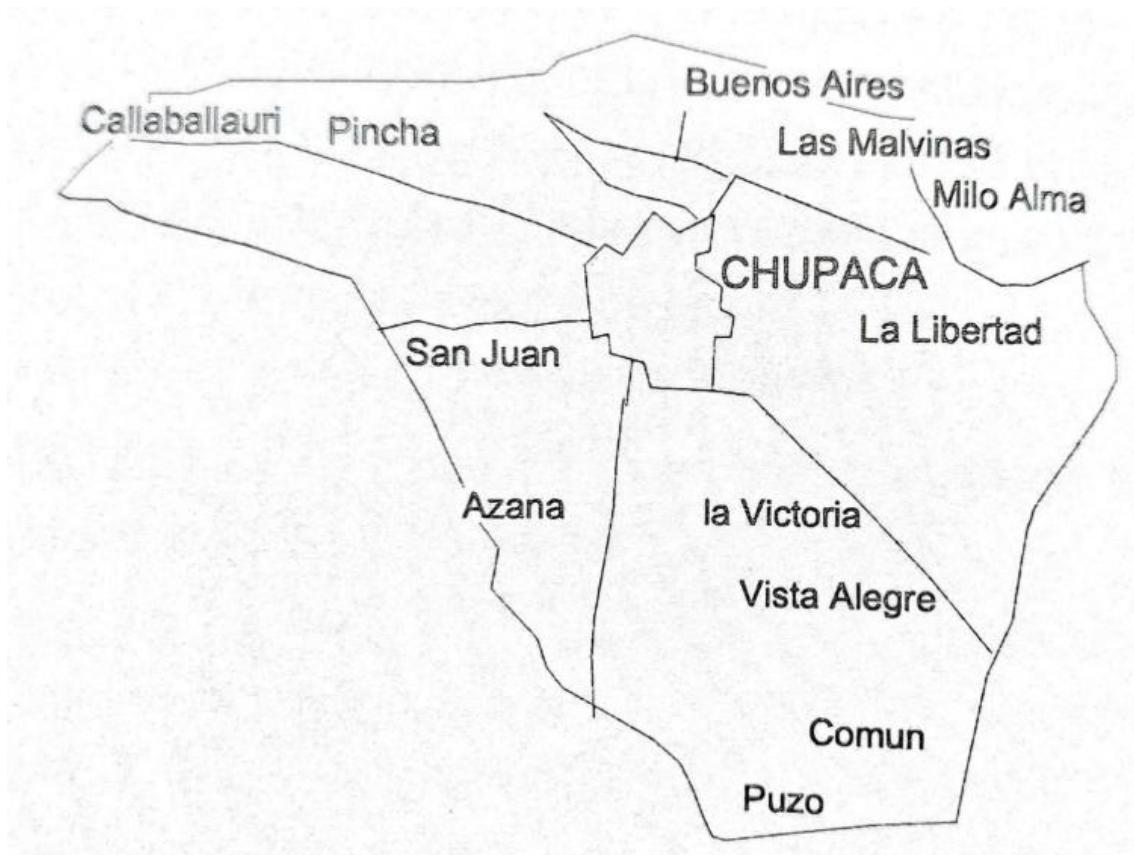 Buenos Aires
Callaballauri
Pincha
Las Malvinas
Milo Alma
CHUPACA
La Libertad
San Juan
Azana
la Victoria
Vista Alegre
Comun
Puzo